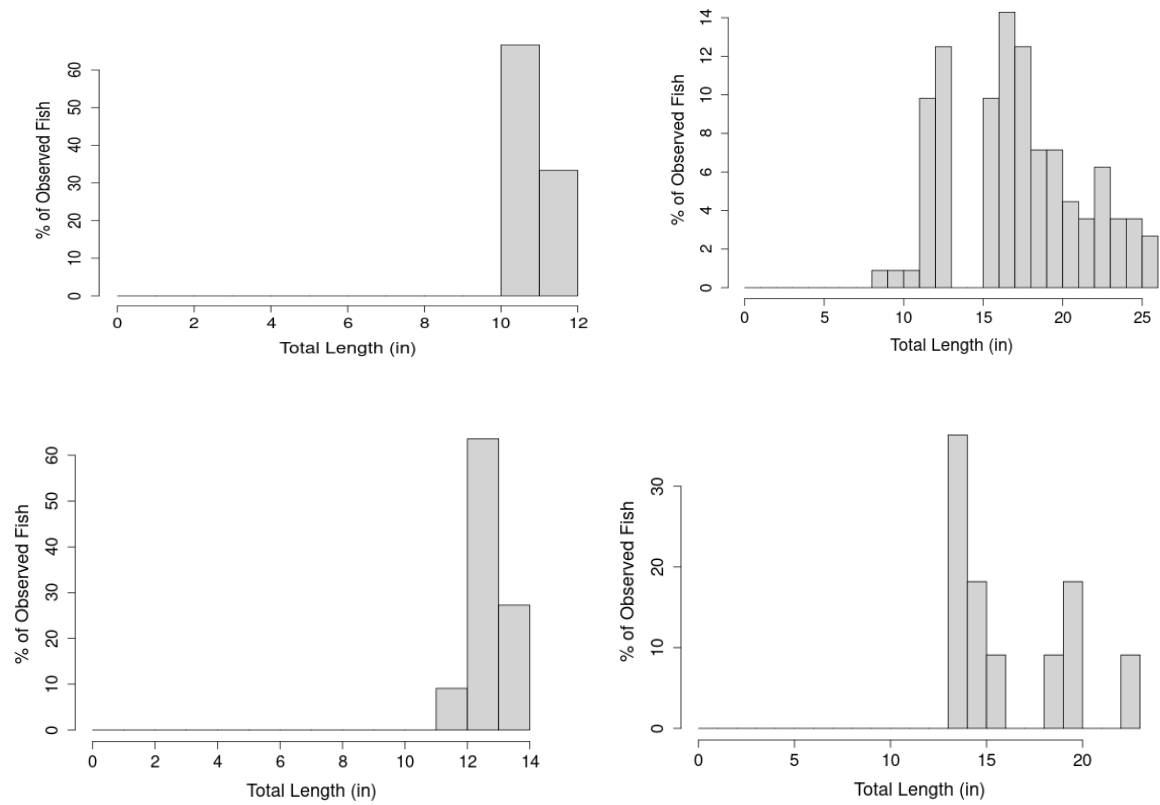 % of Observed Fish
60
50
40
30
20
10
0
0 2 4 6 8 10 12
Total Length (in)
% of Observed Fish
14
12
10
8
6
4
2
0
0 5 10 15 20 25
Total Length (in)
% of Observed Fish
60
50
40
30
20
10
0
0 2 4 6 8 10 12 14
Total Length (in)
% of Observed Fish
30
20
10
0
0 5 10 15 20
Total Length (in)